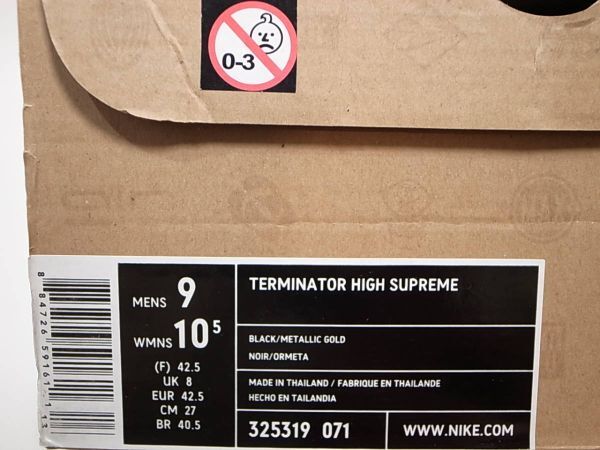 0-3
MENS 9
WMNS 10⁵
(F) 42.5
UK 8
EUR 42.5
CM 27
BR 40.5
TERMINATOR HIGH SUPREME
BLACK/METALLIC GOLD
NOIR/ORMETA
MADE IN THAILAND / FABRIQUE EN THAILANDE
HECHO EN TAILANDIA
325319 071
WWW.NIKE.COM